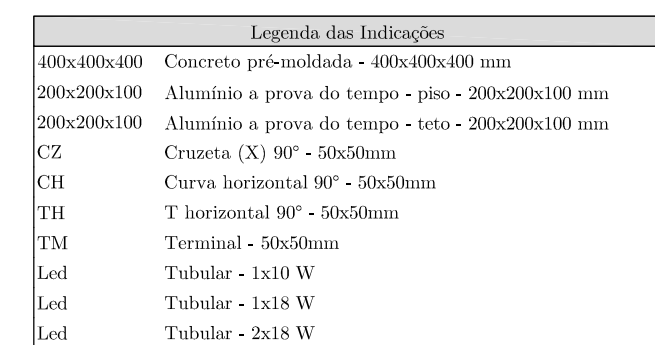 Legenda das Indicações
400x400x400 Concreto pré-moldada - 400x400x400 mm
200x200x100 Alumínio a prova do tempo - piso - 200x200x100 mm
200x200x100 Alumínio a prova do tempo - teto - 200x200x100 mm
CZ Cruzeta (X) 90° - 50x50mm
CH Curva horizontal 90° - 50x50mm
TH T horizontal 90° - 50x50mm
TM Terminal - 50x50mm
Led Tubular - 1x10 W
Led Tubular - 1x18 W
Led Tubular - 2x18 W